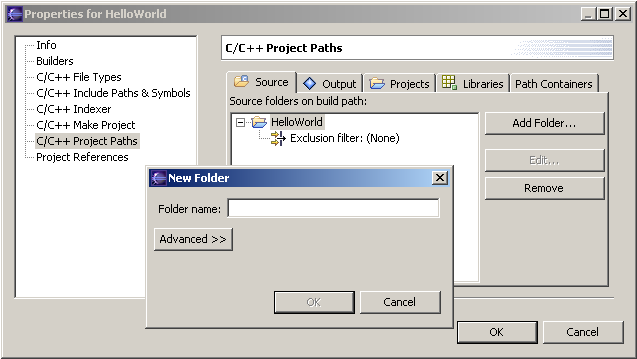 Properties for HelloWorld
Info
Builders
C/C++ File Types
C/C++ Include Paths & Symbols
C/C++ Indexer
C/C++ Make Project
C/C++ Project Paths
Project References
C/C++ Project Paths
Source Output Projects Libraries Path Containers
Source folders on build path:
HelloWorld
Exclusion filter: (None)
Add Folder...
Edit...
Remove
New Folder
Folder name:
Advanced >>
OK Cancel
OK Cancel